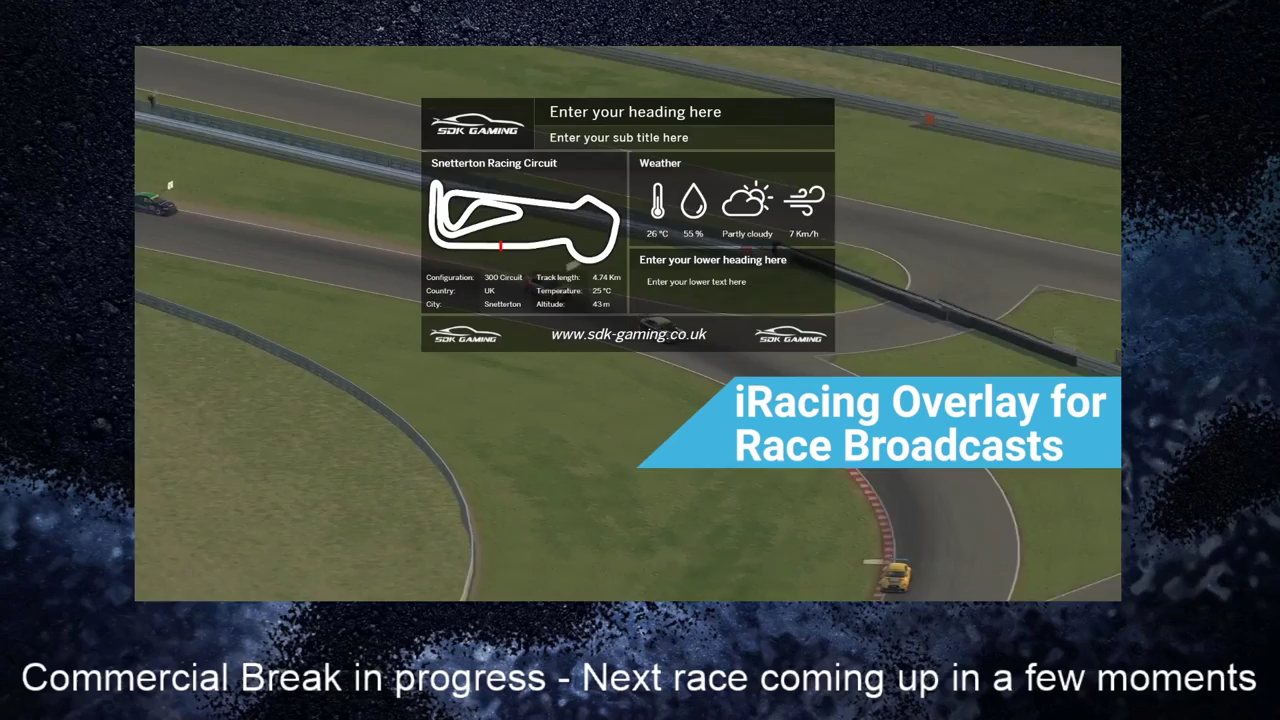 SDK GAMING
Enter your heading here
Enter your sub title here
Snetterton Racing Circuit
Configuration: 300 Circuit Track length: 4.74 Km
Country: UK Temperature: 25 °C
City: Snetterton Altitude: 43 m
Weather
26 °C 55 % Partly cloudy 7 Km/h
Enter your lower heading here
Enter your lower text here
SDK GAMING www.sdk-gaming.co.uk SDK GAMING
iRacing Overlay for
Race Broadcasts
Commercial Break in progress - Next race coming up in a few moments